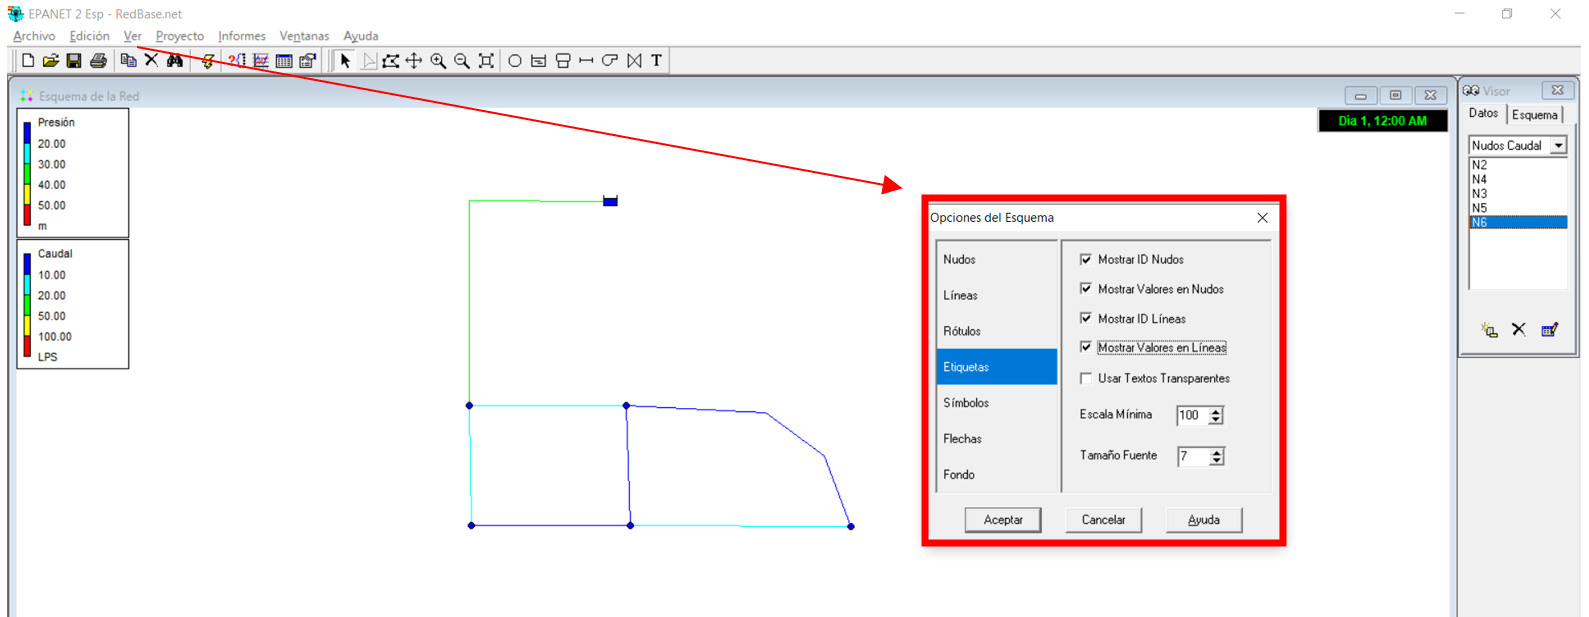 EPANET 2 Esp - RedBase.net
Archivo Edición Ver Proyecto Informes Ventanas Ayuda
T
Esquema de la Red
Presión
20.00
30.00
40.00
50.00
m
Caudal
10.00
20.00
50.00
100.00
LPS
Dia 1, 12:00 AM
Opciones del Esquema
Nudos
Líneas
Rótulos
Etiquetas
Símbolos
Flechas
Fondo
Mostrar ID Nudos
Mostrar Valores en Nudos
Mostrar ID Líneas
Mostrar Valores en Líneas
Usar Textos Transparentes
Escala Mínima 100
Tamaño Fuente 7
Aceptar Cancelar Ayuda
Visor
Datos Esquema
Nudos Caudal
N2
N4
N3
N5
N6